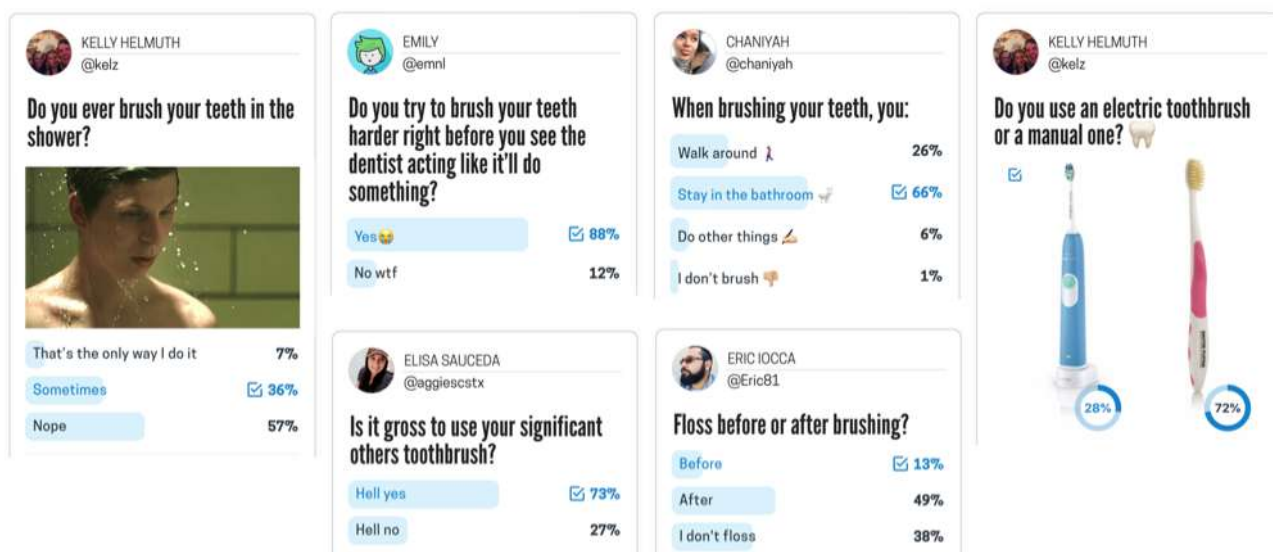 KELLY HELMUTH
@kelz
Do you ever brush your teeth in the
shower?
That's the only way I do it 7%
Sometimes 36%
Nope 57%
EMILY
@emnl
Do you try to brush your teeth
harder right before you see the
dentist acting like it'll do
something?
Yes😂 88%
No wtf 12%
CHANIYAH
@chaniyah
When brushing your teeth, you:
Walk around 26%
Stay in the bathroom 66%
Do other things 6%
I don't brush 1%
KELLY HELMUTH
@kelz
Do you use an electric toothbrush
or a manual one? 🦷
28%
72%
ELISA SAUCEDA
@aggiescstx
Is it gross to use your significant
others toothbrush?
Hell yes 73%
Hell no 27%
ERIC IOCCA
@Eric81
Floss before or after brushing?
Before 13%
After 49%
I don't floss 38%